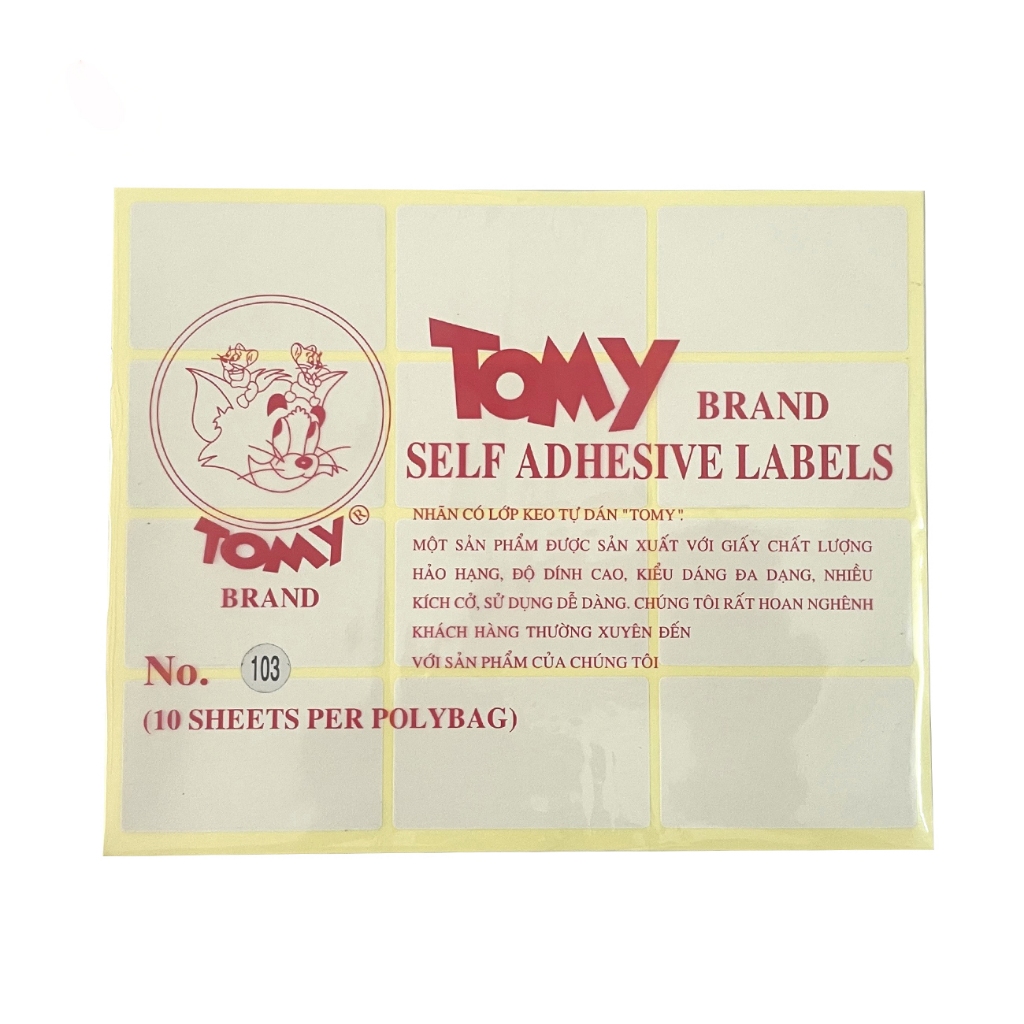 TOMY BRAND
SELF ADHESIVE LABELS
NHÃN CÓ LỚP KEO TỰ DÁN "TOMY".
MỘT SẢN PHẨM ĐƯỢC SẢN XUẤT VỚI GIẤY CHẤT LƯỢNG
HẢO HẠNG, ĐỘ DÍNH CAO, KIỂU DÁNG ĐA DẠNG, NHIỀU
KÍCH CỞ, SỬ DỤNG DỄ DÀNG. CHÚNG TÔI RẤT HOAN NGHÊNH
KHÁCH HÀNG THƯỜNG XUYÊN ĐẾN
VỚI SẢN PHẨM CỦA CHÚNG TÔI
TOMY®
BRAND
No. 103
(10 SHEETS PER POLYBAG)